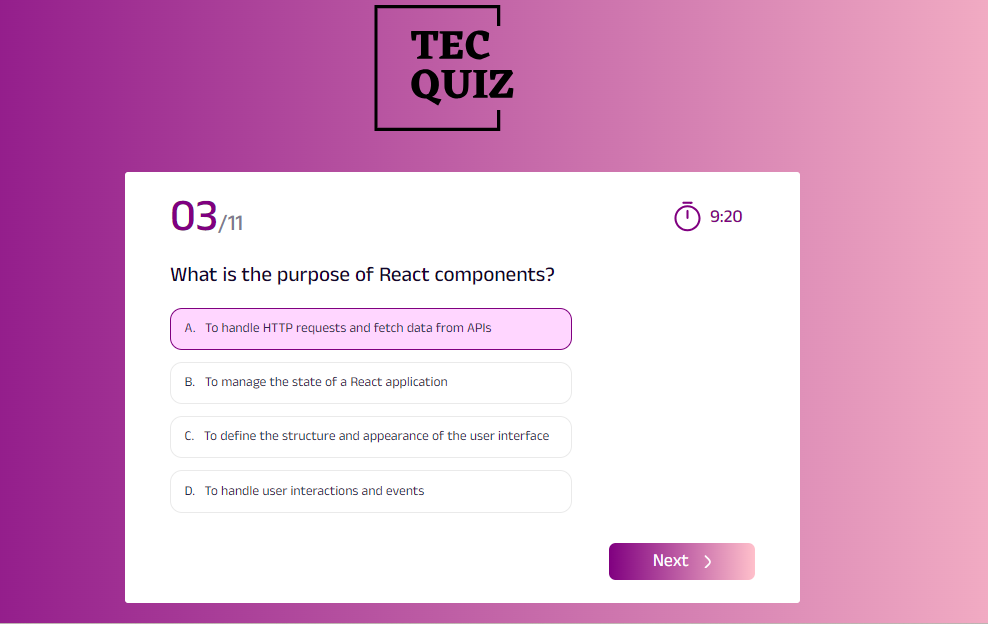 TEC
QUIZ
03/11
9:20
What is the purpose of React components?
A. To handle HTTP requests and fetch data from APIs
B. To manage the state of a React application
C. To define the structure and appearance of the user interface
D. To handle user interactions and events
Next